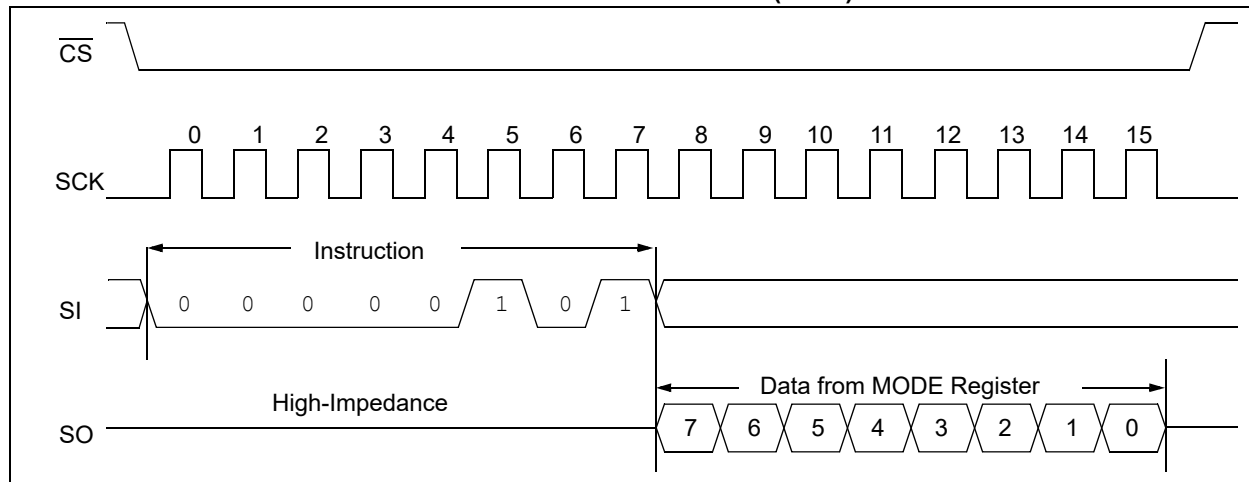 CS
0 1 2 3 4 5 6 7 8 9 10 11 12 13 14 15
SCK
Instruction
SI 0 0 0 0 0 1 0 1
Data from MODE Register
High-Impedance
SO 7 6 5 4 3 2 1 0